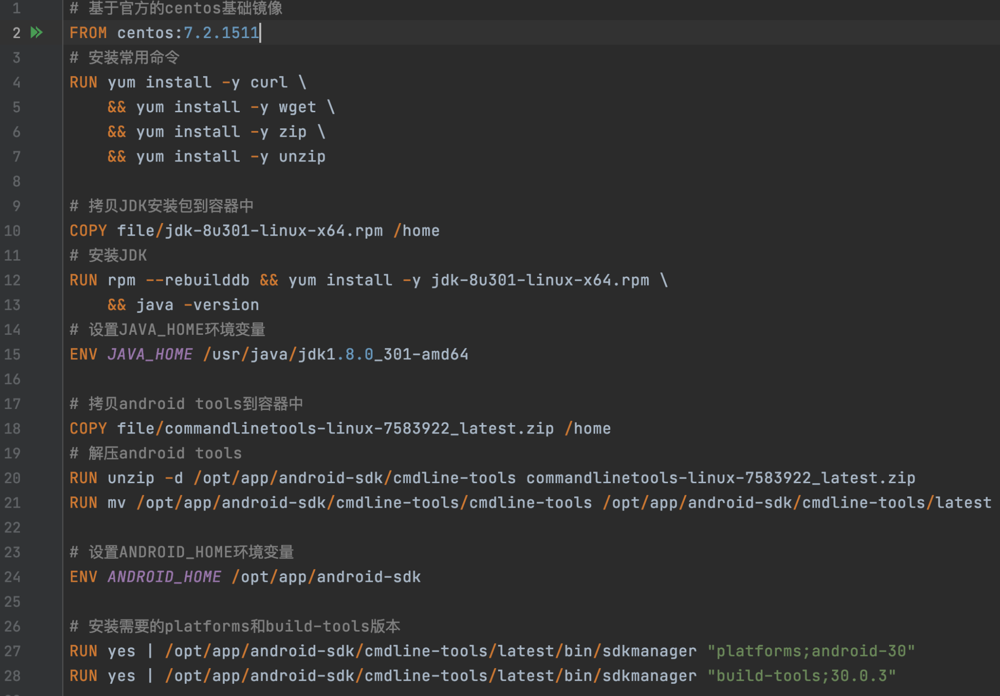 1 # 基于官方的centos基础镜像
2 FROM centos:7.2.1511
3 # 安装常用命令
4 RUN yum install -y curl \
5     && yum install -y wget \
6     && yum install -y zip \
7     && yum install -y unzip
8
9 # 拷贝JDK安装包到容器中
10 COPY file/jdk-8u301-linux-x64.rpm /home
11 # 安装JDK
12 RUN rpm --rebuilddb && yum install -y jdk-8u301-linux-x64.rpm \
13     && java -version
14 # 设置JAVA_HOME环境变量
15 ENV JAVA_HOME /usr/java/jdk1.8.0_301-amd64
16
17 # 拷贝android tools到容器中
18 COPY file/commandlinetools-linux-7583922_latest.zip /home
19 # 解压android tools
20 RUN unzip -d /opt/app/android-sdk/cmdline-tools commandlinetools-linux-7583922_latest.zip
21 RUN mv /opt/app/android-sdk/cmdline-tools/cmdline-tools /opt/app/android-sdk/cmdline-tools/latest
22
23 # 设置ANDROID_HOME环境变量
24 ENV ANDROID_HOME /opt/app/android-sdk
25
26 # 安装需要的platforms和build-tools版本
27 RUN yes | /opt/app/android-sdk/cmdline-tools/latest/bin/sdkmanager "platforms;android-30"
28 RUN yes | /opt/app/android-sdk/cmdline-tools/latest/bin/sdkmanager "build-tools;30.0.3"